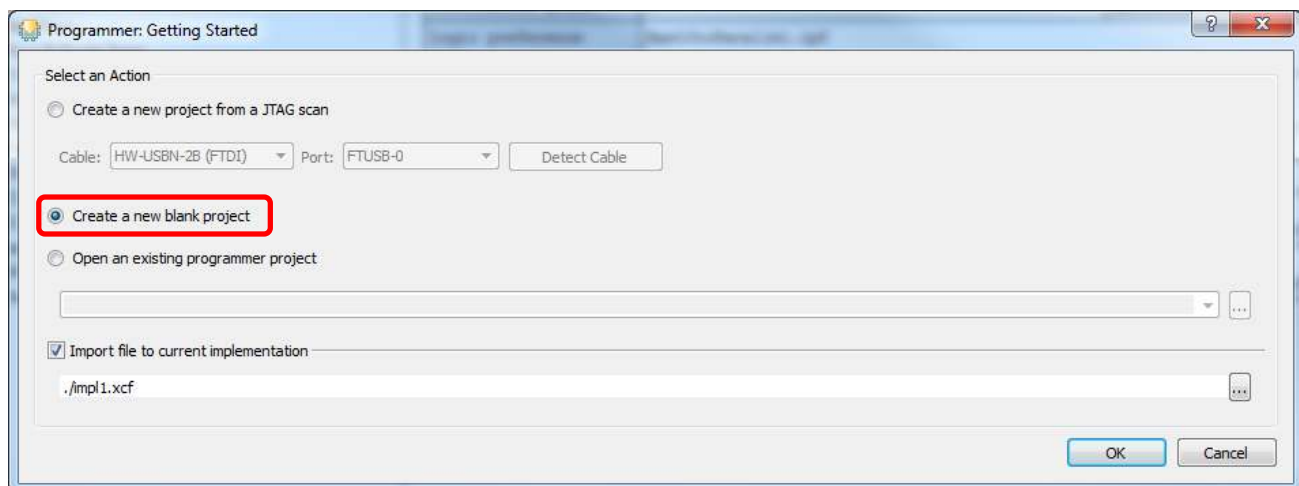 Programmer: Getting Started
Select an Action
Create a new project from a JTAG scan
Cable: HW-USBN-2B (FTDI) Port: FTUSB-0 Detect Cable
Create a new blank project
Open an existing programmer project
...
Import file to current implementation
./impl1.xcf ...
OK Cancel